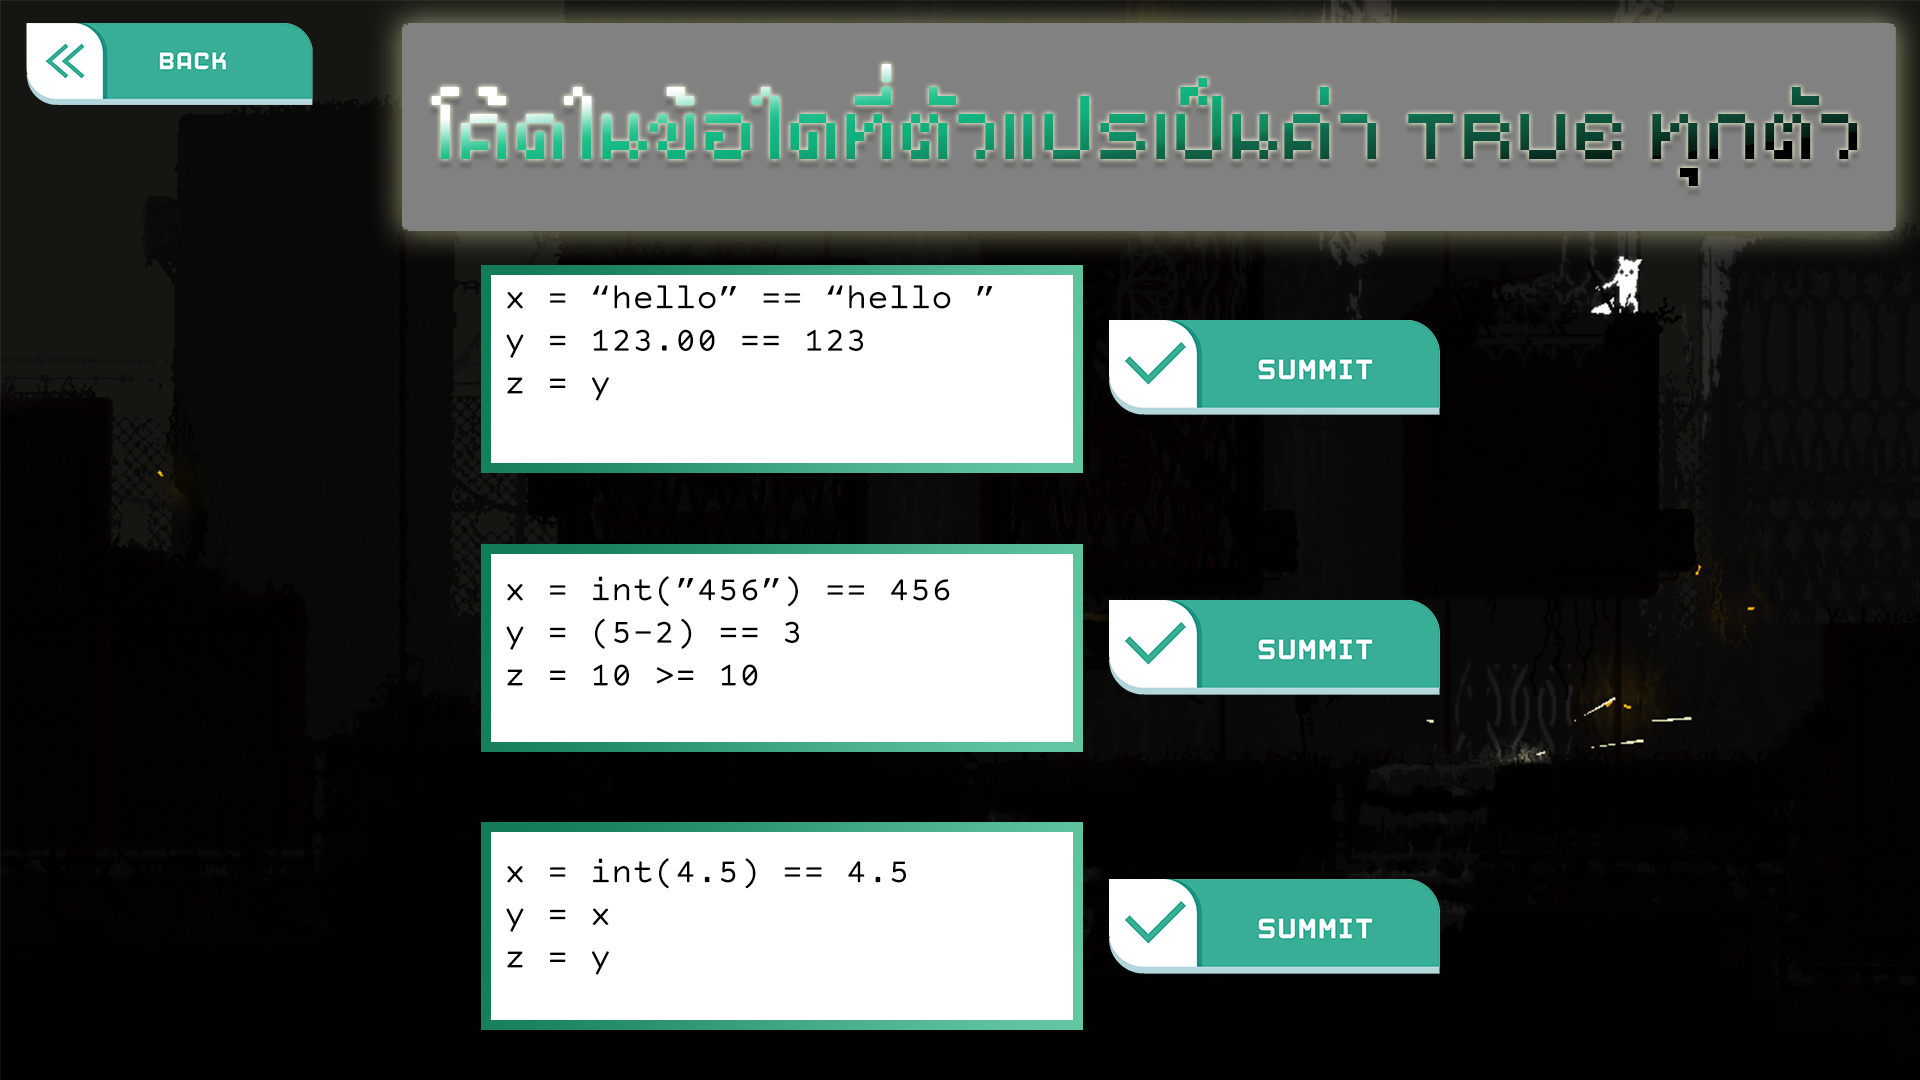 BACK
โค้ดในข้อใดที่ตัวแปรเป็นค่า TRUE ทุกตัว
x = “hello” == “hello ”
y = 123.00 == 123
z = y
SUMMIT
x = int(”456”) == 456
y = (5-2) == 3
z = 10 >= 10
SUMMIT
x = int(4.5) == 4.5
y = x
z = y
SUMMIT